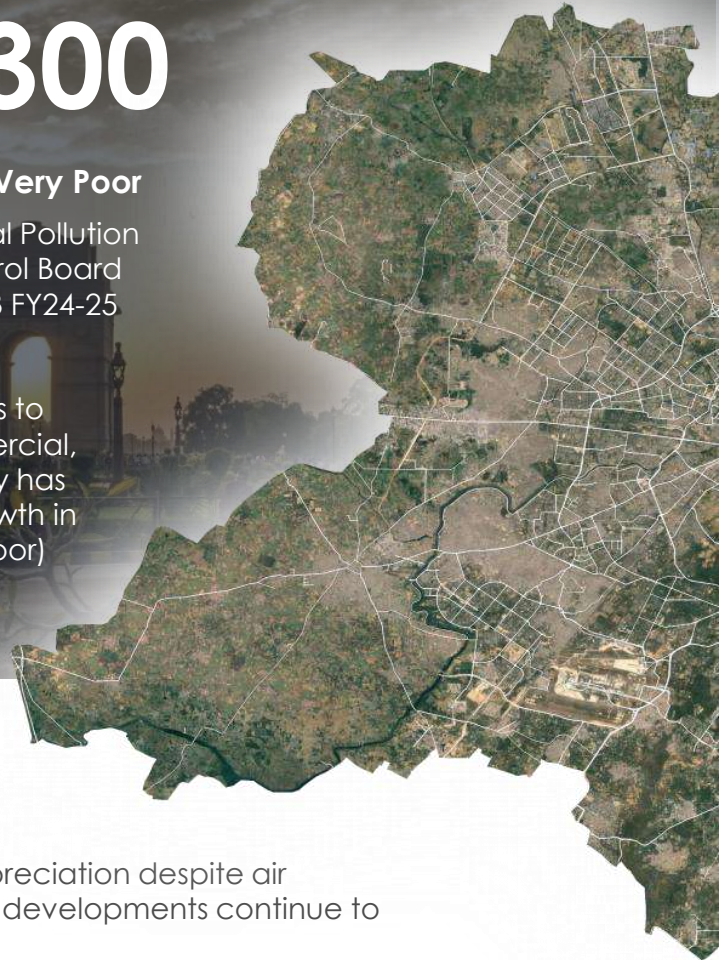 300
Very Poor
al Pollution
rol Board
FY24-25
s to
ercial,
y has
wth in
oor)
preciation despite air
developments continue to